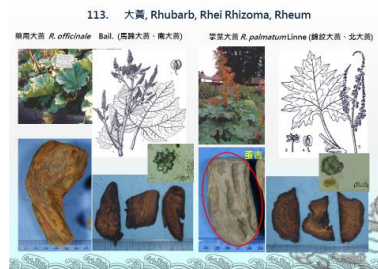 113. 大黃, Rhubarb, Rhei Rhizoma, Rheum
藥用大黃 R. officinale Bail. (馬蹄大黃、南大黃)
掌葉大黃 R. palmatum Linne (錦紋大黃、北大黃)